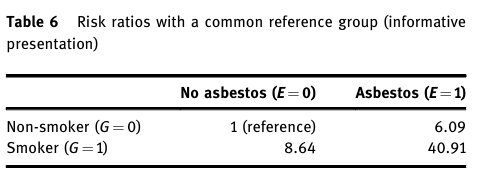 Table 6 Risk ratios with a common reference group (informative
presentation)
No asbestos (E = 0) Asbestos (E = 1)
Non-smoker (G = 0) 1 (reference) 6.09
Smoker (G = 1) 8.64 40.91